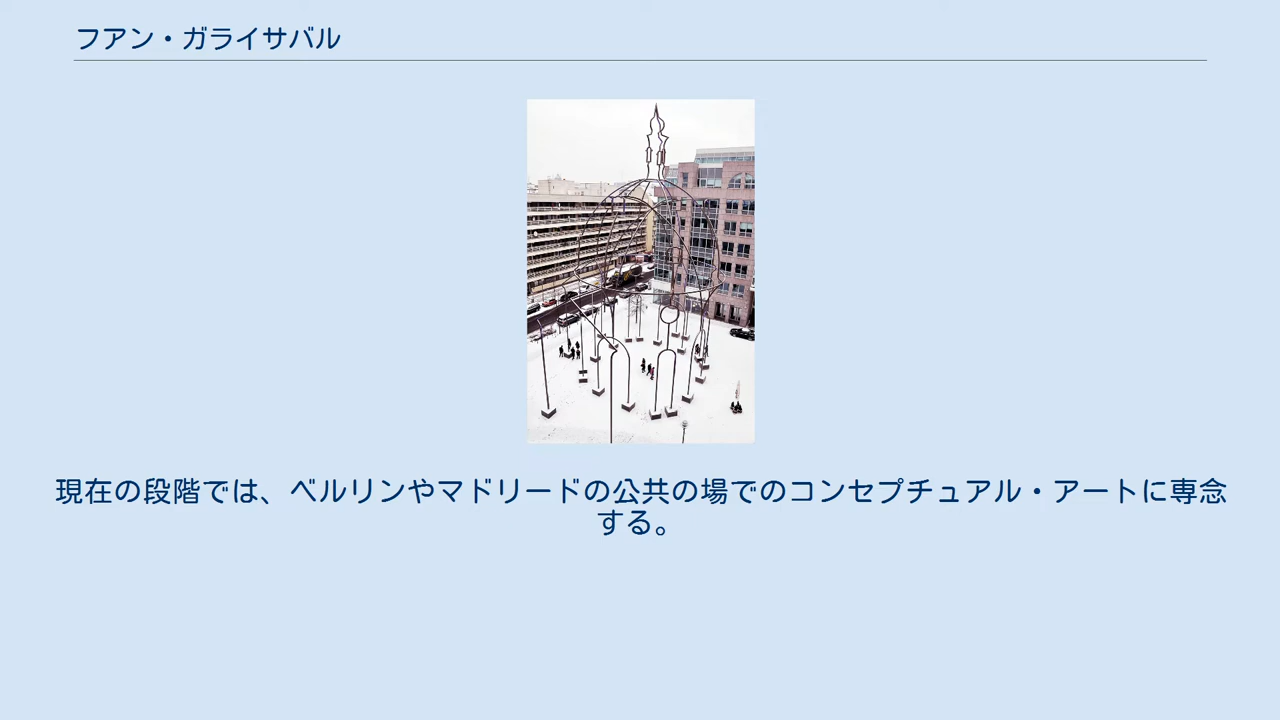 フアン・ガライサバル
現在の段階では、ベルリンやマドリードの公共の場でのコンセプチュアル・アートに専念
する。